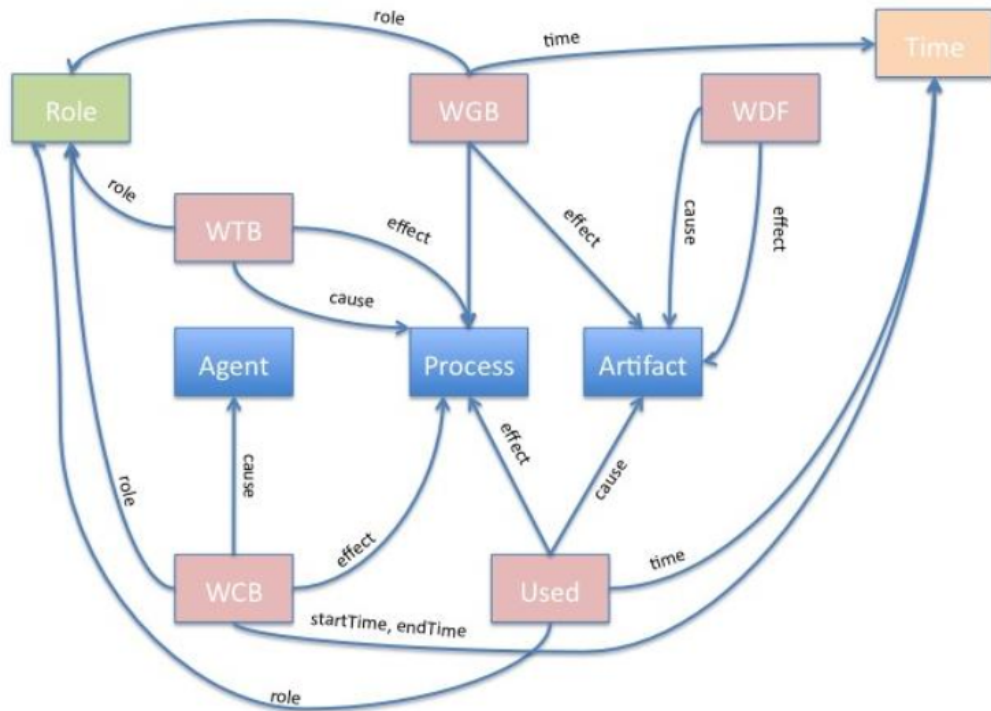 role
time
Time
Role
WGB
WDF
role
WTB
effect
effect
cause
effect
cause
Agent
Process
Artifact
cause
effect
cause
role
effect
WCB
Used
time
startTime, endTime
role